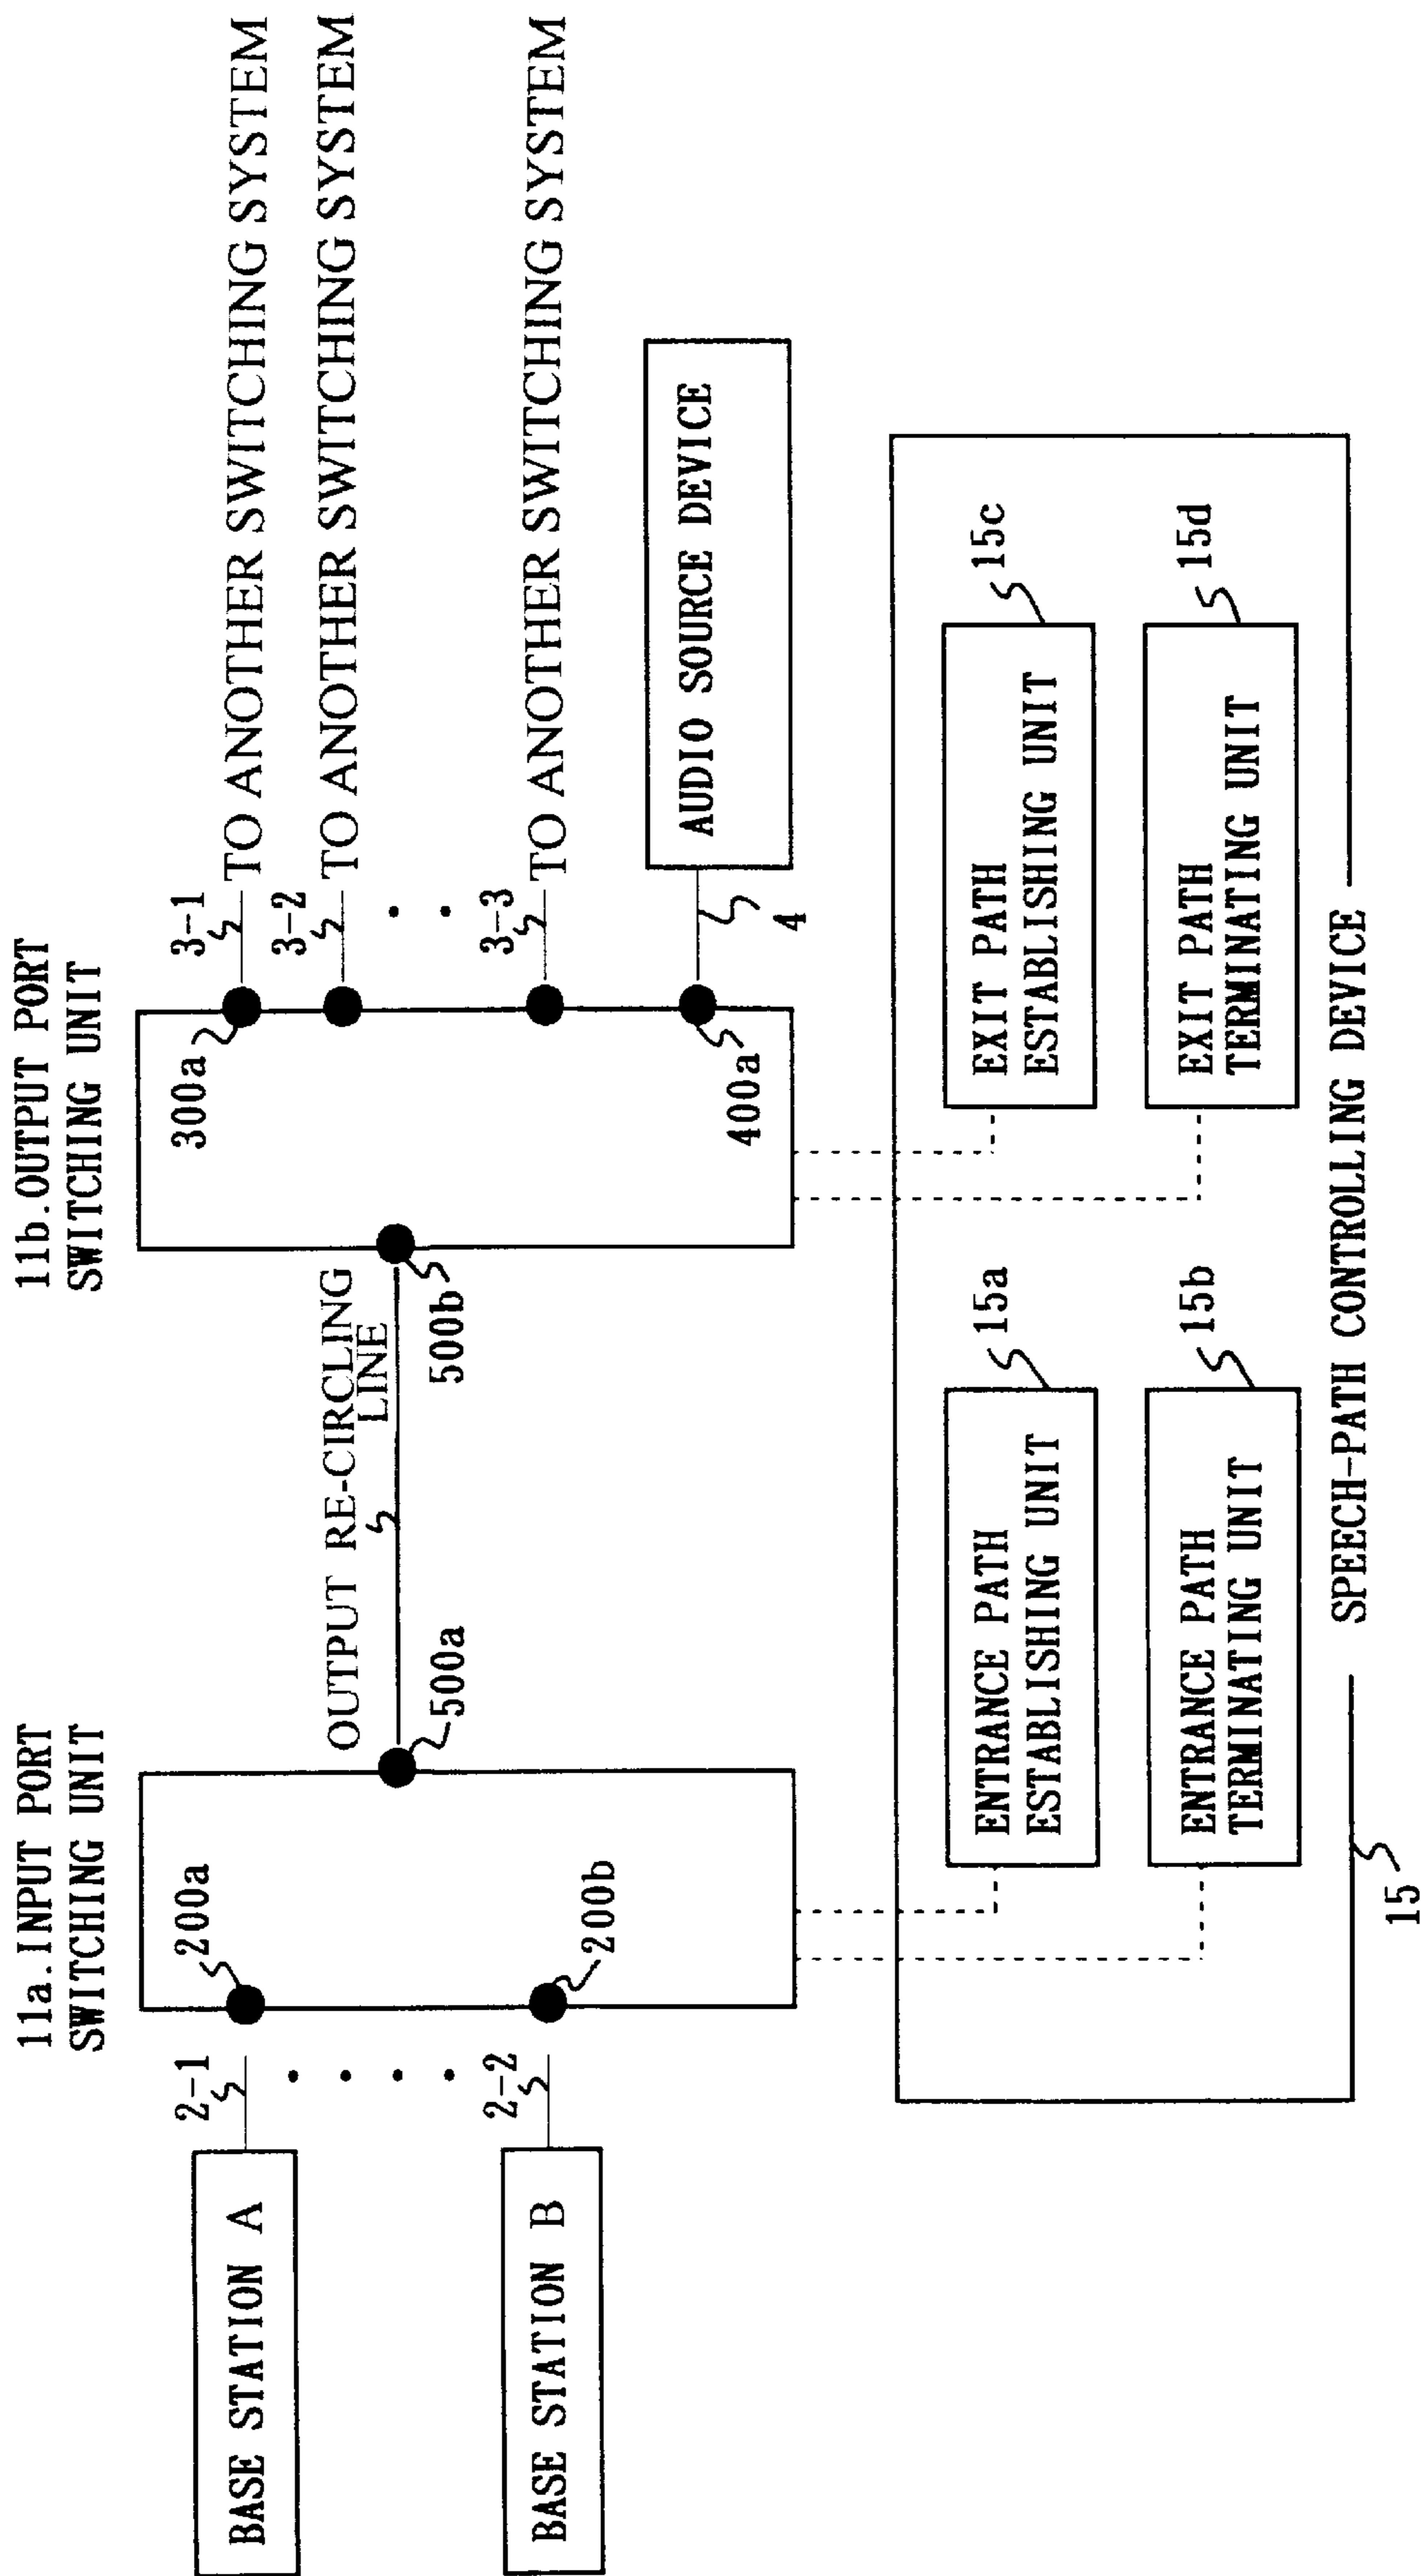 11a.INPUT PORT
SWITCHING UNIT
11b.OUTPUT PORT
SWITCHING UNIT
BASE STATION A
2-1
200a
BASE STATION B
2-2
200b
500a
OUTPUT RE-CIRCLING
LINE
500b
300a
400a
3-1
TO ANOTHER SWITCHING SYSTEM
3-2
TO ANOTHER SWITCHING SYSTEM
3-3
TO ANOTHER SWITCHING SYSTEM
4
AUDIO SOURCE DEVICE
ENTRANCE PATH
ESTABLISHING UNIT
15a
ENTRANCE PATH
TERMINATING UNIT
15b
EXIT PATH
ESTABLISHING UNIT
15c
EXIT PATH
TERMINATING UNIT
15d
15
SPEECH-PATH CONTROLLING DEVICE